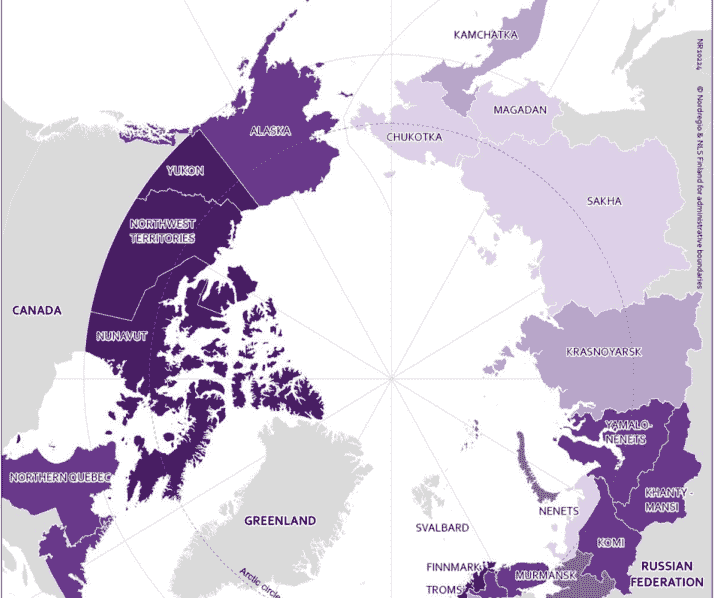 KAMCHATKA
NR10224 © Nordregio & NLS Finland for administrative boundaries
MAGADAN
ALASKA
CHUKOTKA
YUKON
SAKHA
NORTHWEST
TERRITORIES
CANADA
NUNAVUT
KRASNOYARSK
YAMALO-
NENETS
NORTHERN QUEBEC
KHANTY -
MANSI
NENETS
GREENLAND
SVALBARD
KOMI
FINNMARK
MURMANSK
RUSSIAN
FEDERATION
TROMS
Arctic circle